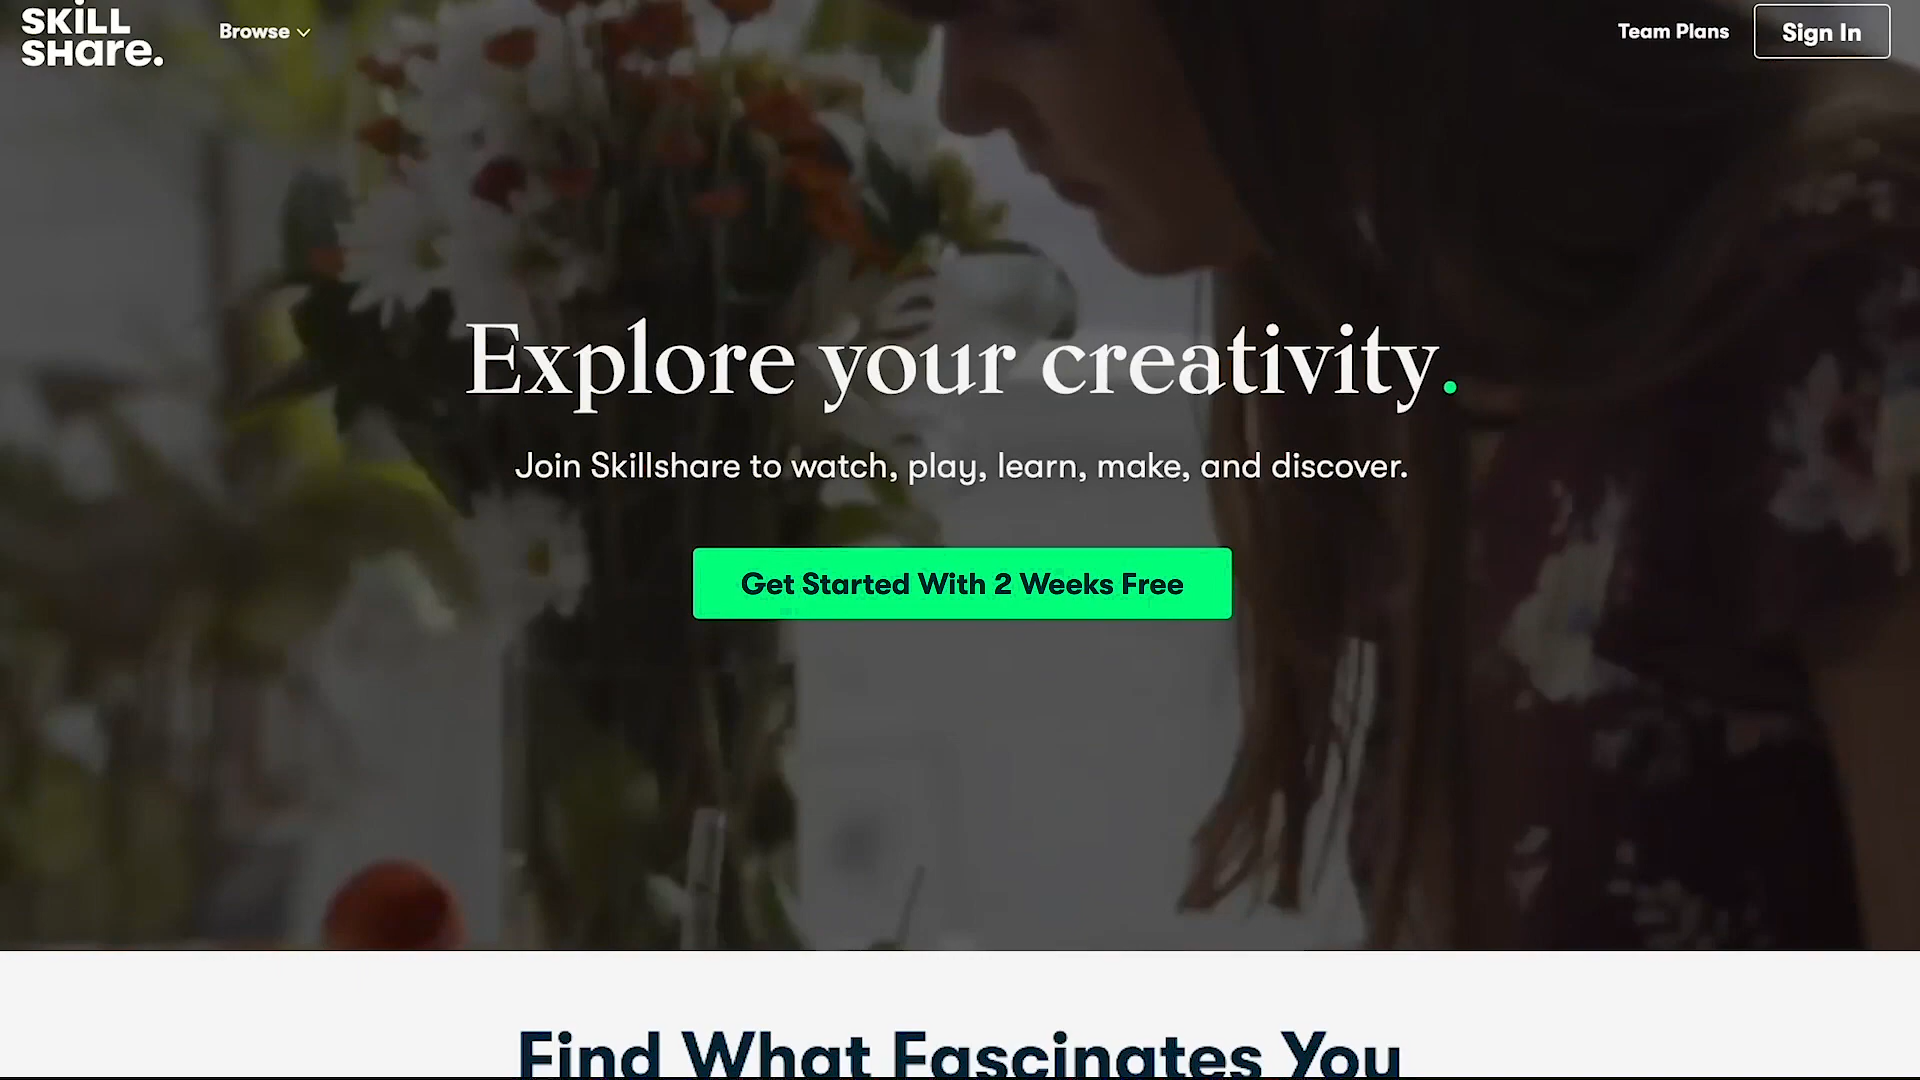 SKiLL
SHare.
Browse
Team Plans
Sign In
Explore your creativity.
Join Skillshare to watch, play, learn, make, and discover.
Get Started With 2 Weeks Free
Find What Fascinates You